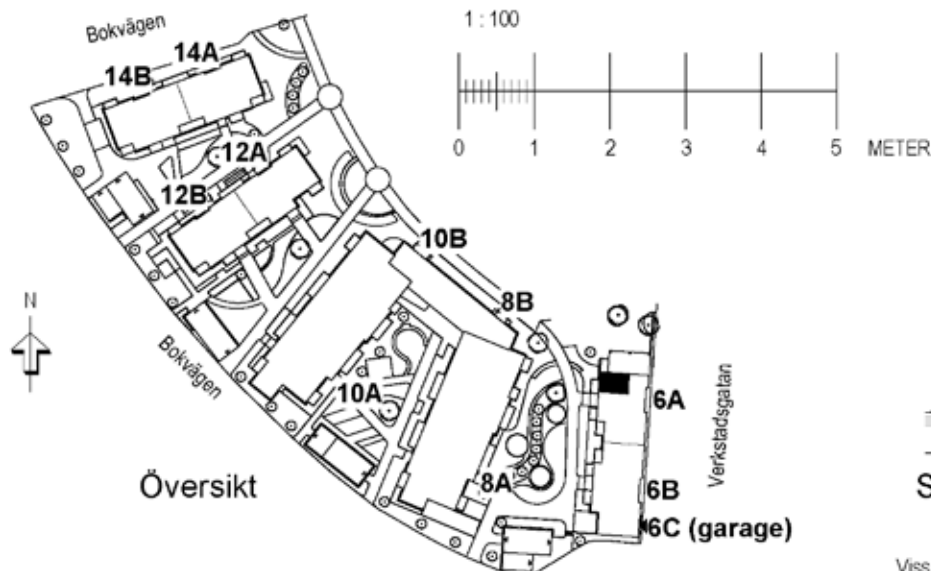 Bokvägen
1 : 100
14A
14B
0 1 2 3 4 5 METER
12A
12B
10B
N
8B
Bokvägen
10A
6A
Verkstadsgatan
Översikt
8A
6B
S
6C (garage)
Viss